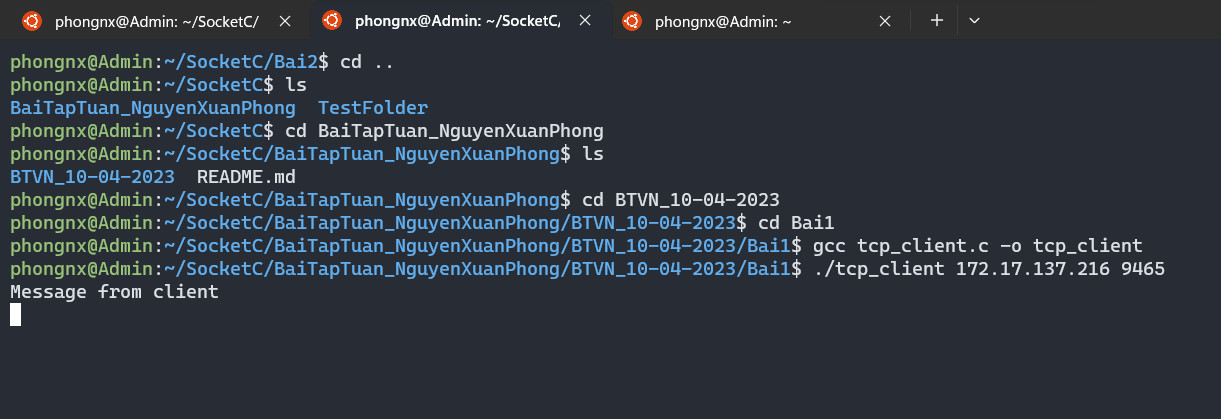 phongnx@Admin: ~/SocketC/ phongnx@Admin: ~/SocketC/ phongnx@Admin: ~
phongnx@Admin:~/SocketC/Bai2$ cd ..
phongnx@Admin:~/SocketC$ ls
BaiTapTuan_NguyenXuanPhong  TestFolder
phongnx@Admin:~/SocketC$ cd BaiTapTuan_NguyenXuanPhong
phongnx@Admin:~/SocketC/BaiTapTuan_NguyenXuanPhong$ ls
BTVN_10-04-2023  README.md
phongnx@Admin:~/SocketC/BaiTapTuan_NguyenXuanPhong$ cd BTVN_10-04-2023
phongnx@Admin:~/SocketC/BaiTapTuan_NguyenXuanPhong/BTVN_10-04-2023$ cd Bai1
phongnx@Admin:~/SocketC/BaiTapTuan_NguyenXuanPhong/BTVN_10-04-2023/Bai1$ gcc tcp_client.c -o tcp_client
phongnx@Admin:~/SocketC/BaiTapTuan_NguyenXuanPhong/BTVN_10-04-2023/Bai1$ ./tcp_client 172.17.137.216 9465
Message from client